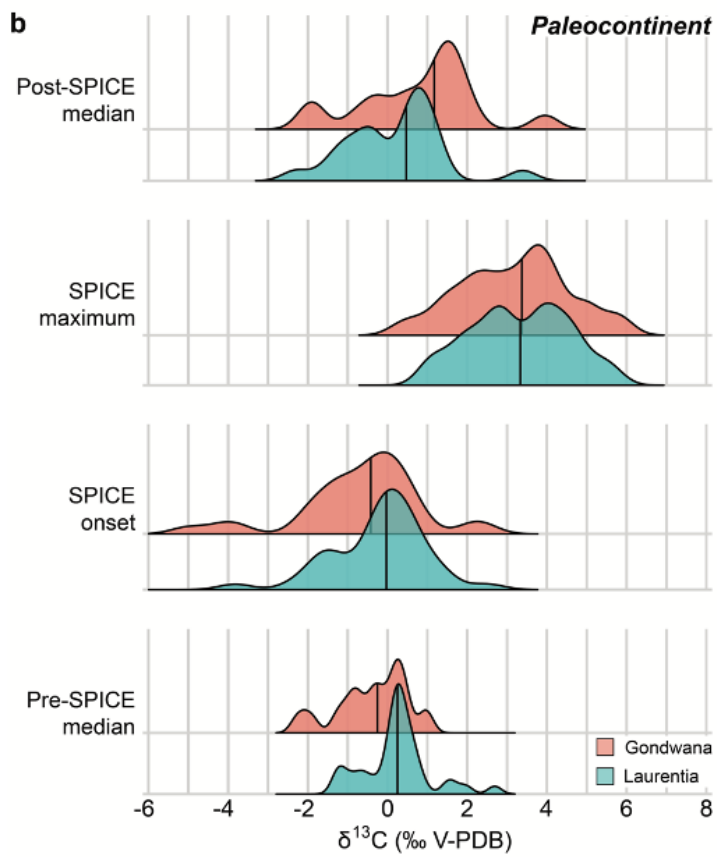 b
Paleocontinent
Post-SPICE
median
SPICE
maximum
SPICE
onset
Pre-SPICE
median
Gondwana
Laurentia
-6 -4 -2 0 2 4 6 8
δ¹³C (‰ V-PDB)